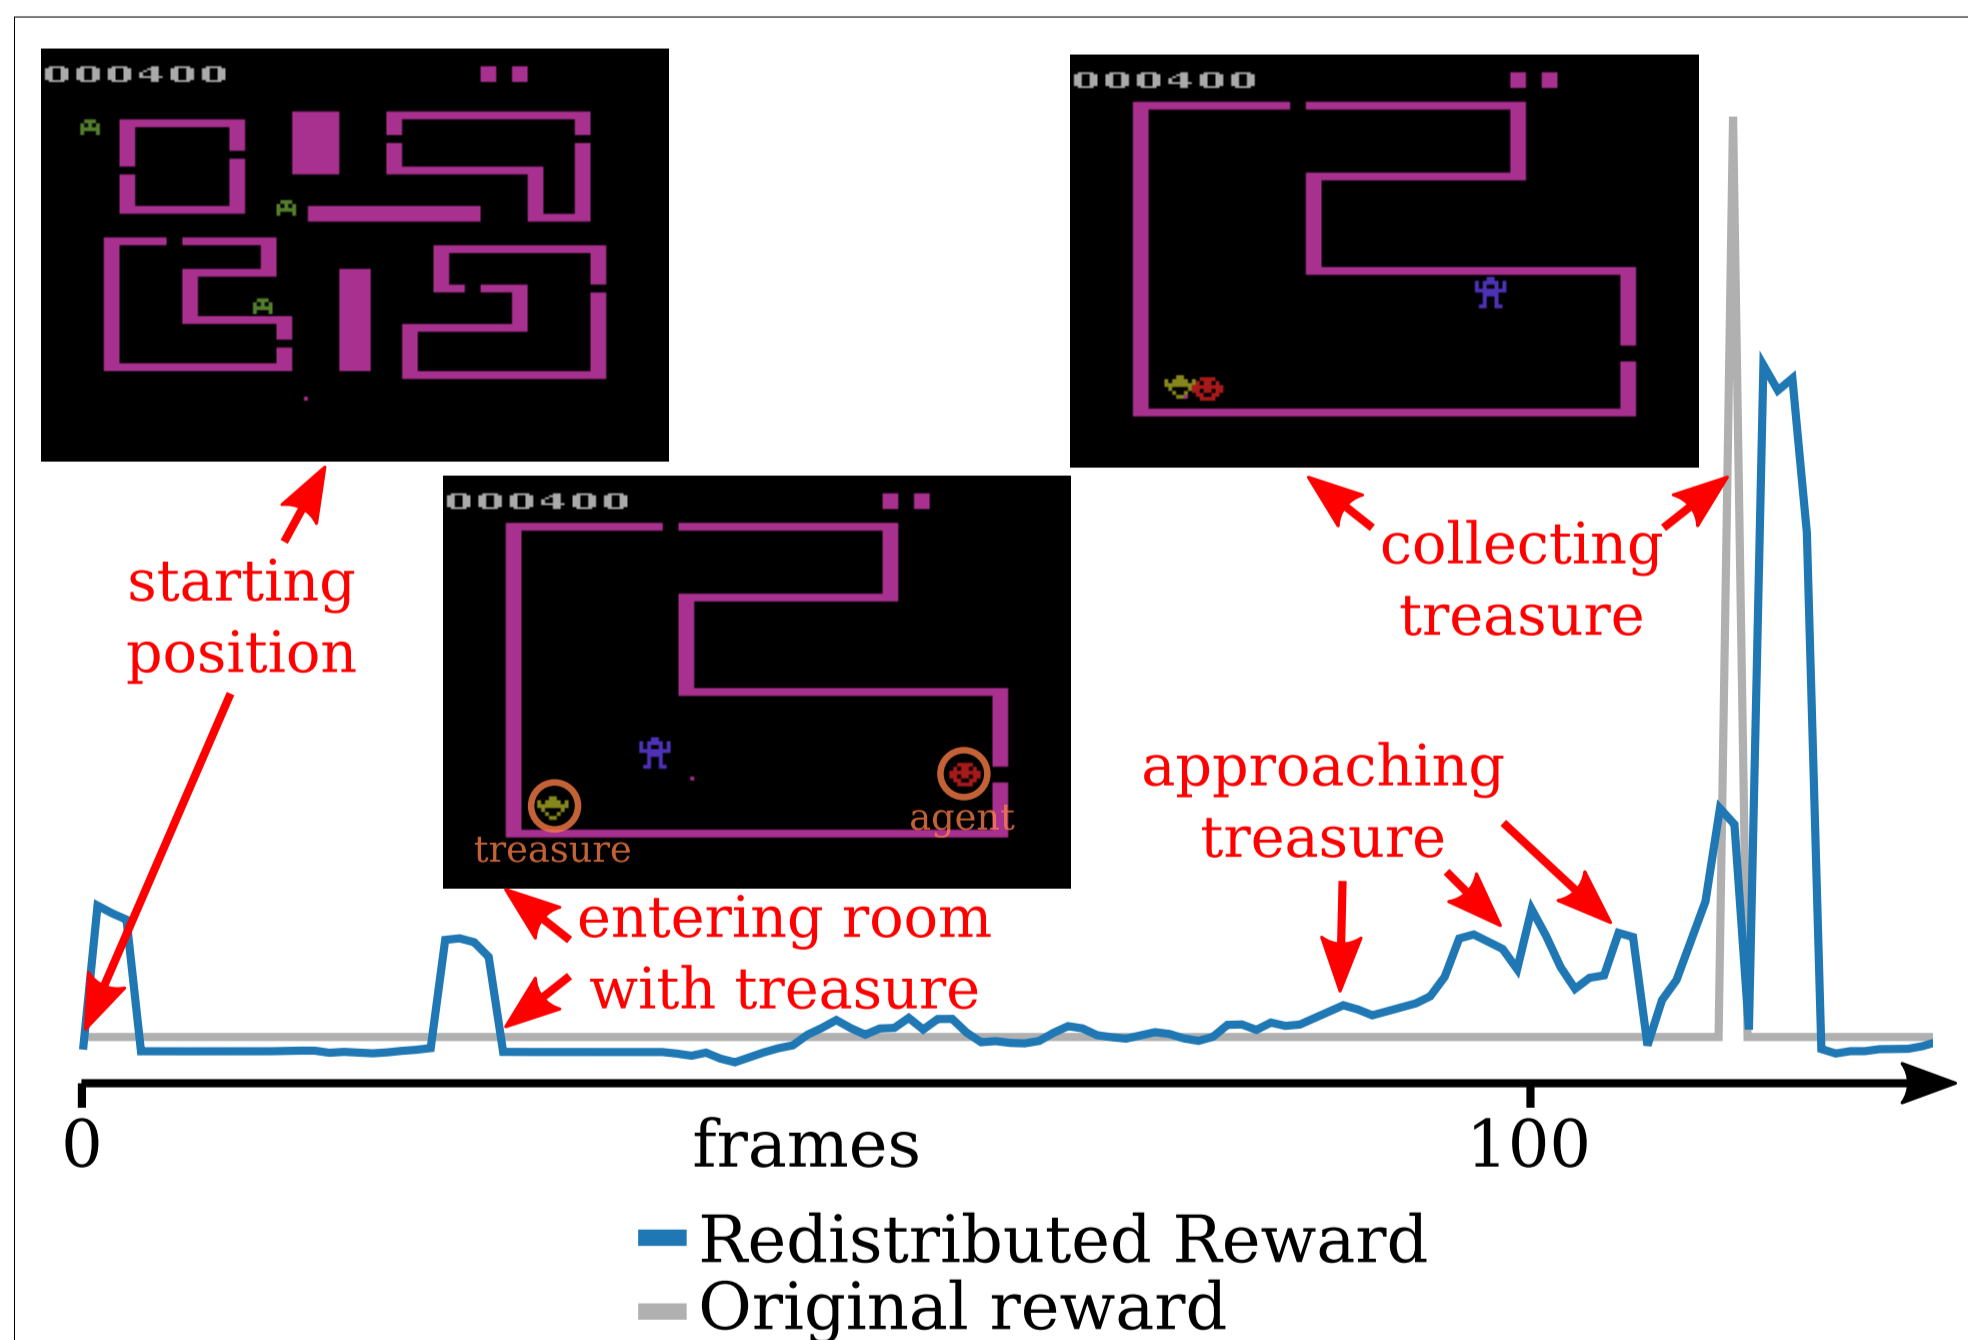 000400
000400
starting
position
000400
collecting
treasure
treasure
agent
approaching
treasure
entering room
with treasure
0
frames
100
Redistributed Reward
Original reward